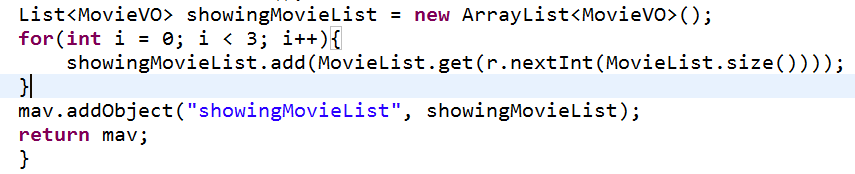 List<MovieVO> showingMovieList = new ArrayList<MovieVO>();
for(int i = 0; i < 3; i++){
    showingMovieList.add(MovieList.get(r.nextInt(MovieList.size())));
}
mav.addObject("showingMovieList", showingMovieList);
return mav;
}